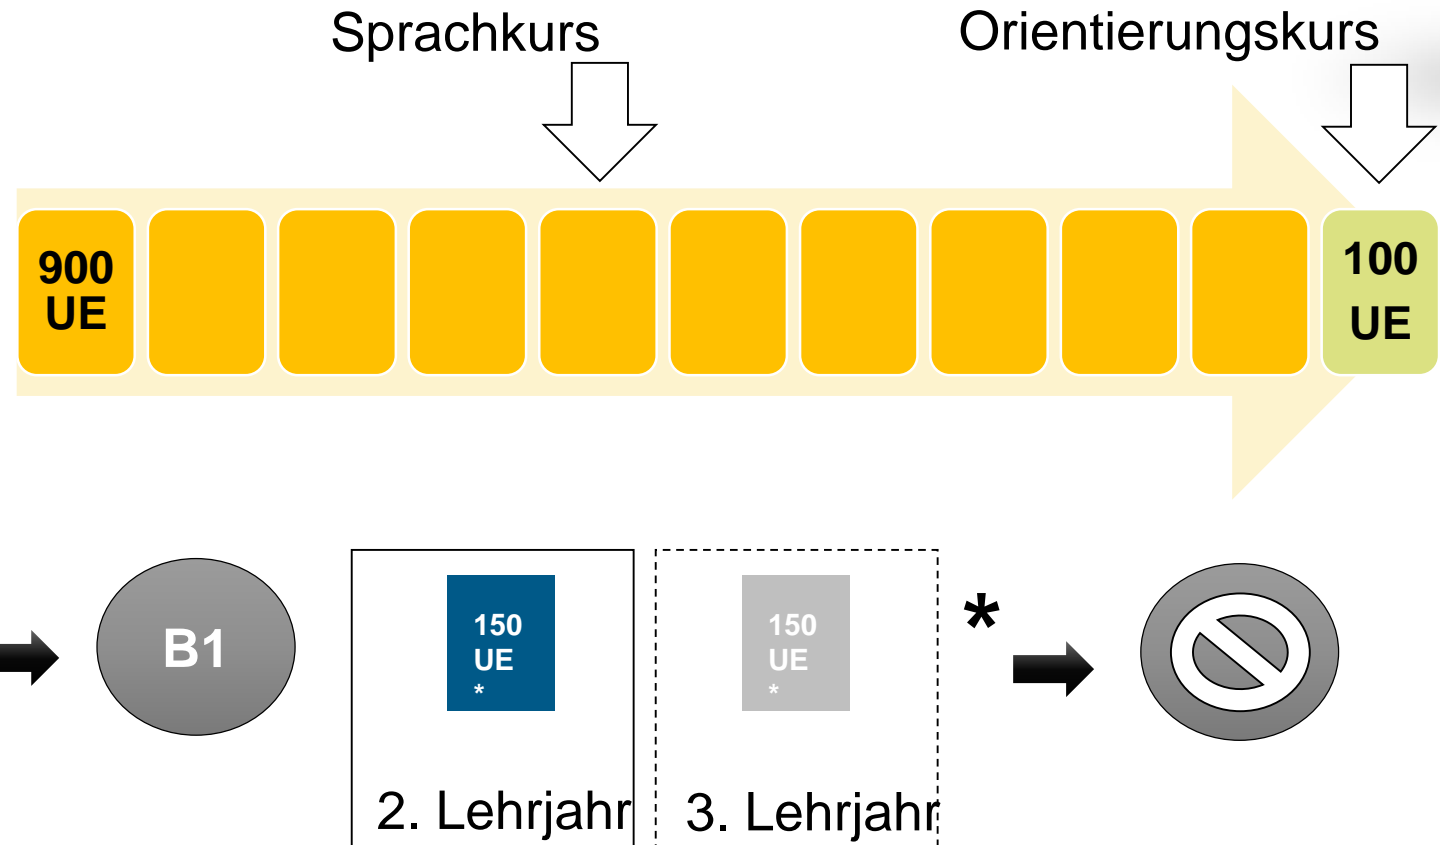 Sprachkurs
Orientierungskurs
900
UE
100
UE
B1
150
UE
*
2. Lehrjahr
150
UE
*
3. Lehrjahr
*